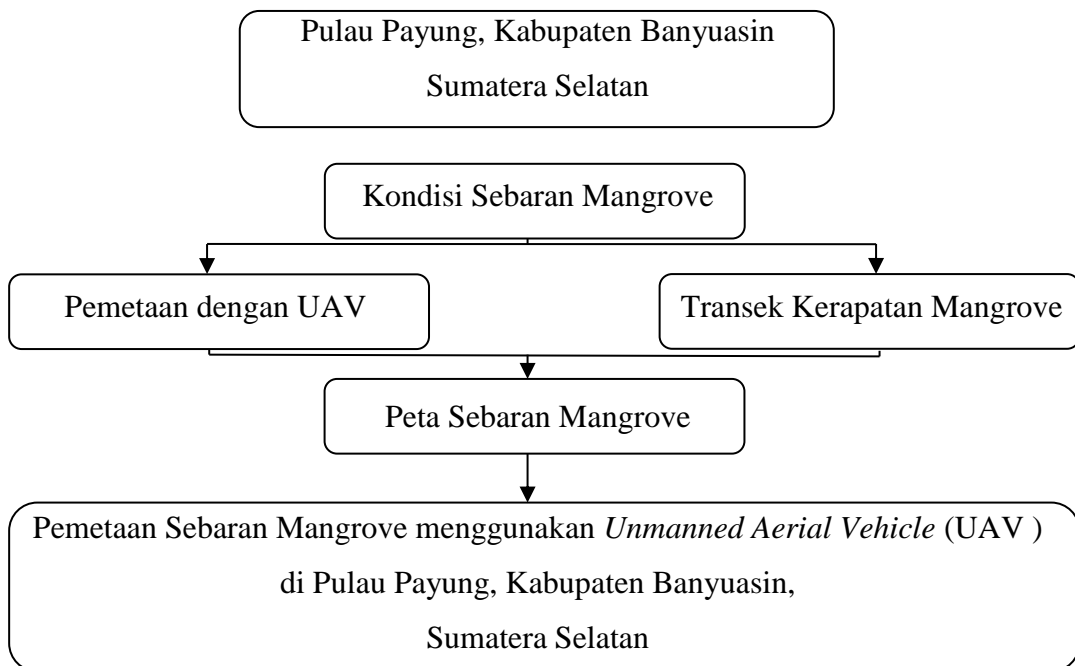 Pulau Payung, Kabupaten Banyuasin
Sumatera Selatan
Kondisi Sebaran Mangrove
Pemetaan dengan UAV
Transek Kerapatan Mangrove
Peta Sebaran Mangrove
Pemetaan Sebaran Mangrove menggunakan Unmanned Aerial Vehicle (UAV )
di Pulau Payung, Kabupaten Banyuasin,
Sumatera Selatan